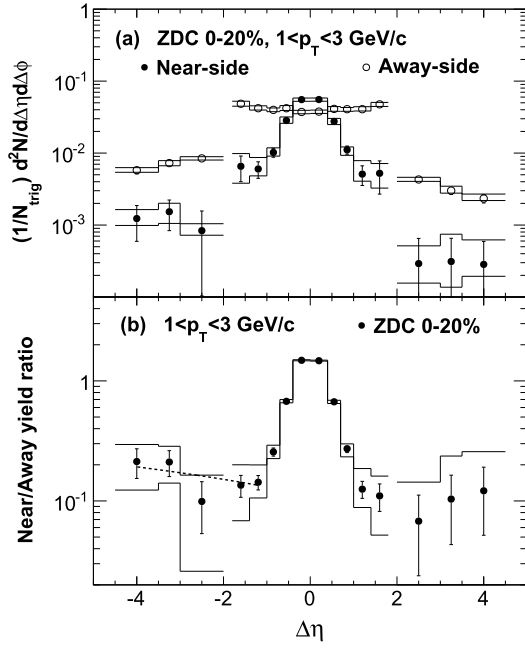 (a) ZDC 0-20%, 1<p_T<3 GeV/c
● Near-side ○ Away-side
(1/N_trig) d²N/dΔηdΔϕ
1
10⁻¹
10⁻²
10⁻³
(b) 1<p_T<3 GeV/c ● ZDC 0-20%
Near/Away yield ratio
1
10⁻¹
-4 -2 0 2 4
Δη